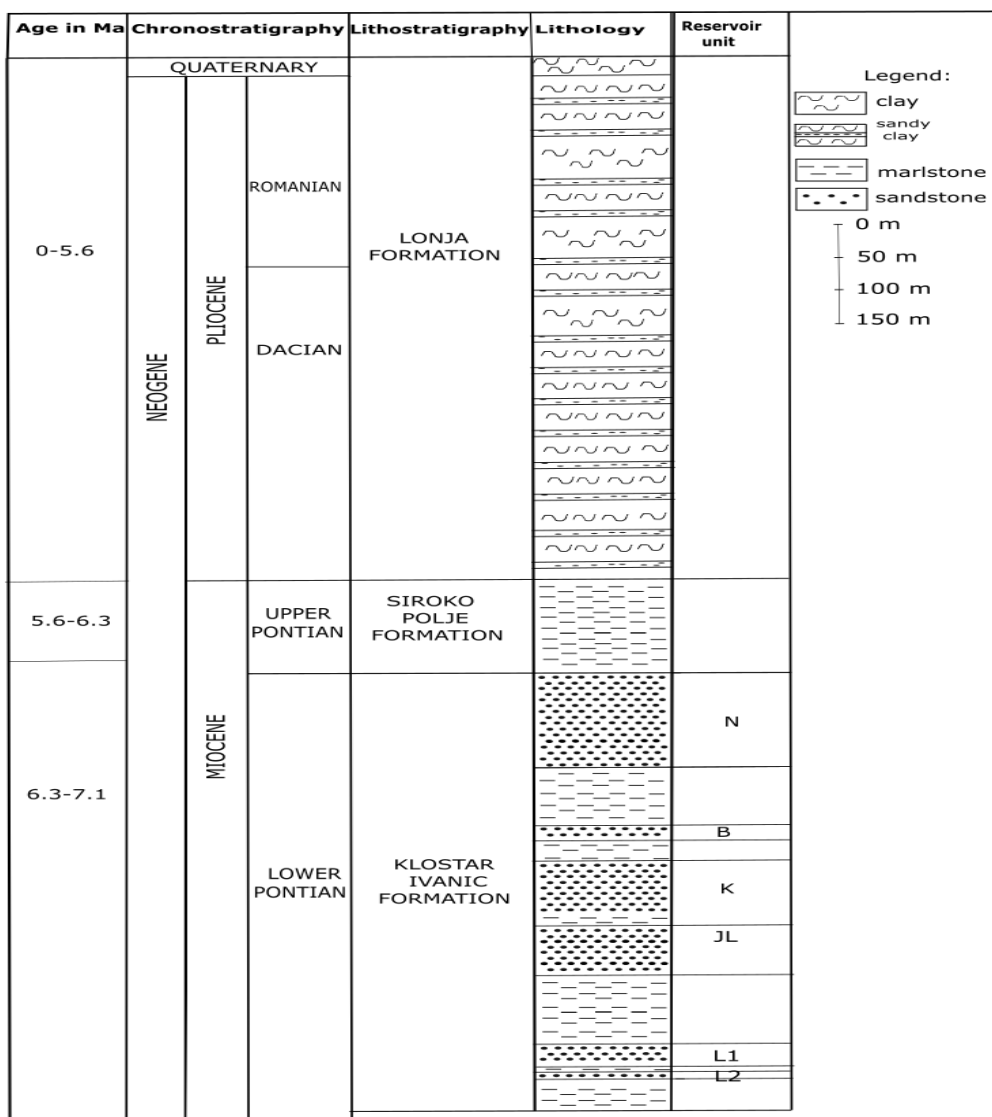 Age in Ma Chronostratigraphy Lithostratigraphy Lithology Reservoir
unit
QUATERNARY
Legend:
clay
sandy
clay
marlstone
sandstone
0 m
50 m
100 m
150 m
0-5.6
NEOGENE
PLIOCENE
ROMANIAN
DACIAN
LONJA
FORMATION
5.6-6.3
MIOCENE
UPPER
PONTIAN
SIROKO
POLJE
FORMATION
6.3-7.1
LOWER
PONTIAN
KLOSTAR
IVANIC
FORMATION
N
B
K
JL
L1
L2